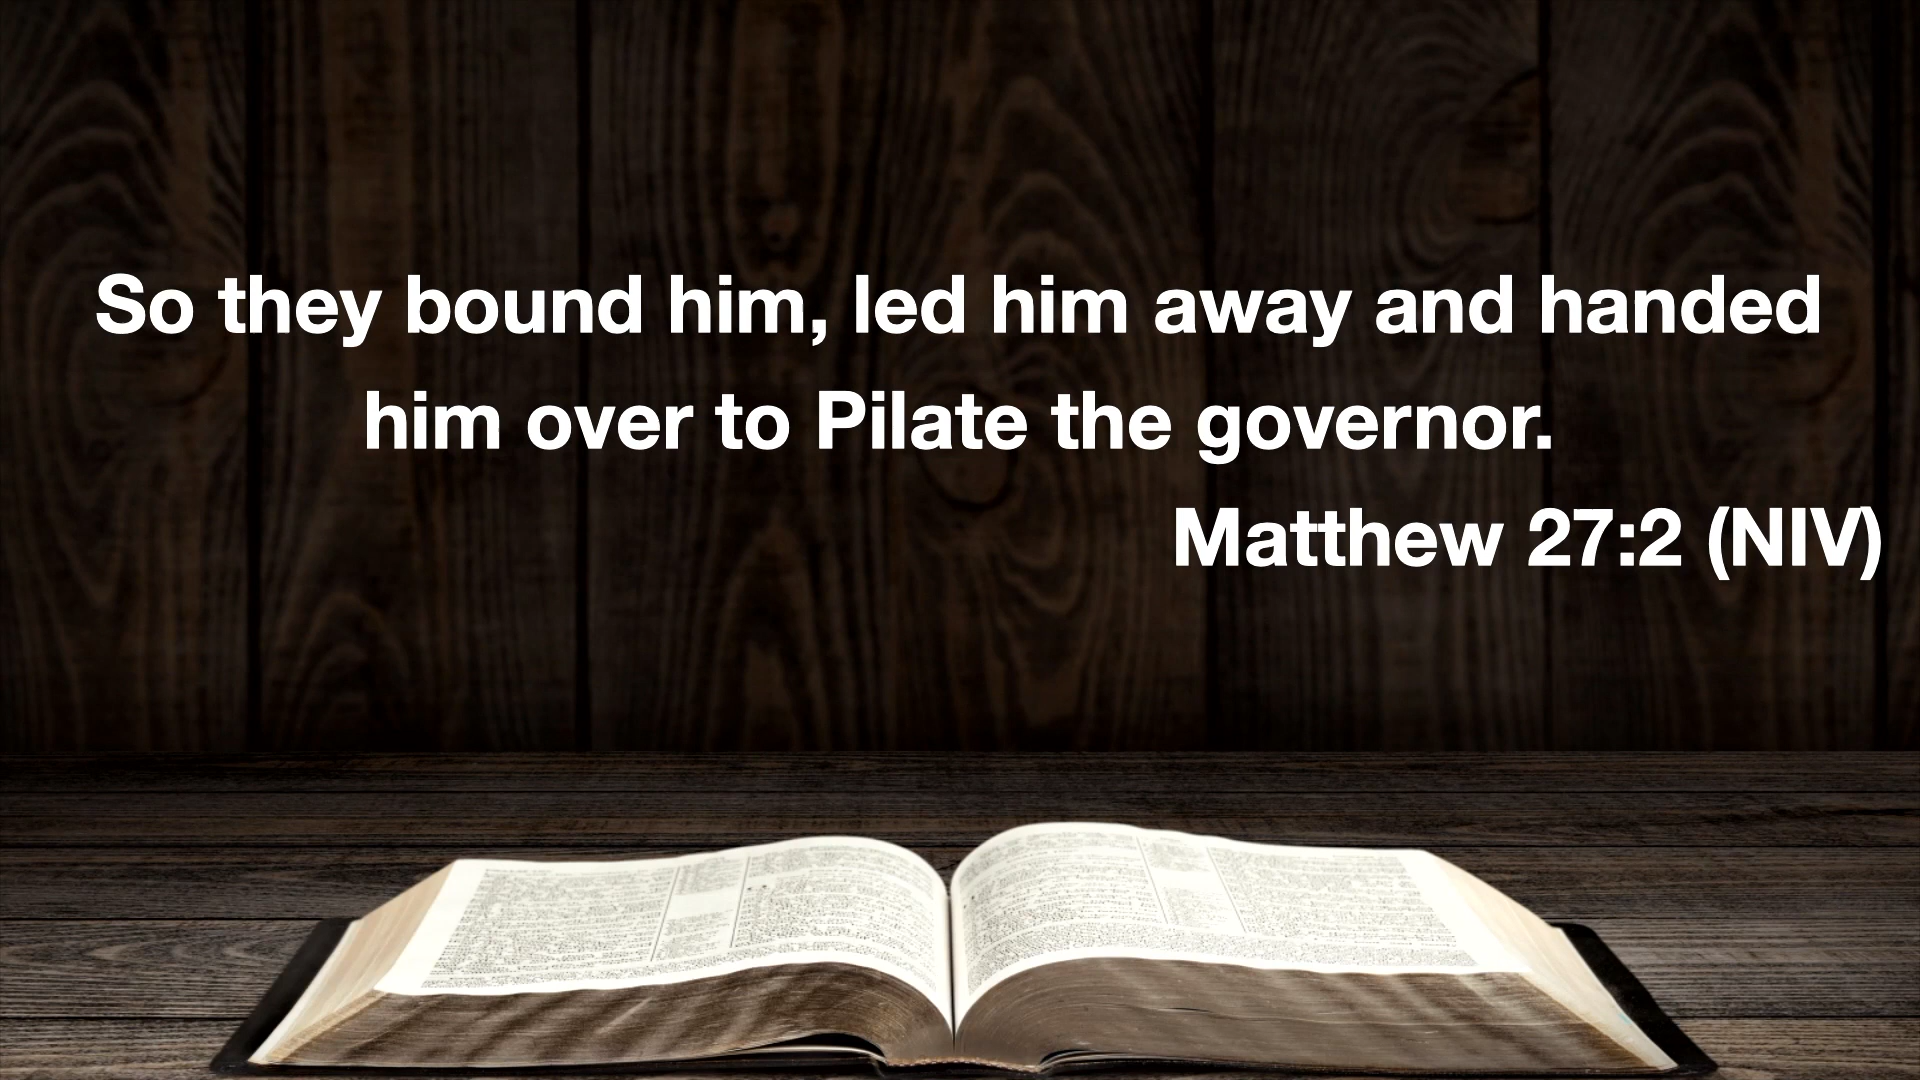 So they bound him, led him away and handed
him over to Pilate the governor.
Matthew 27:2 (NIV)